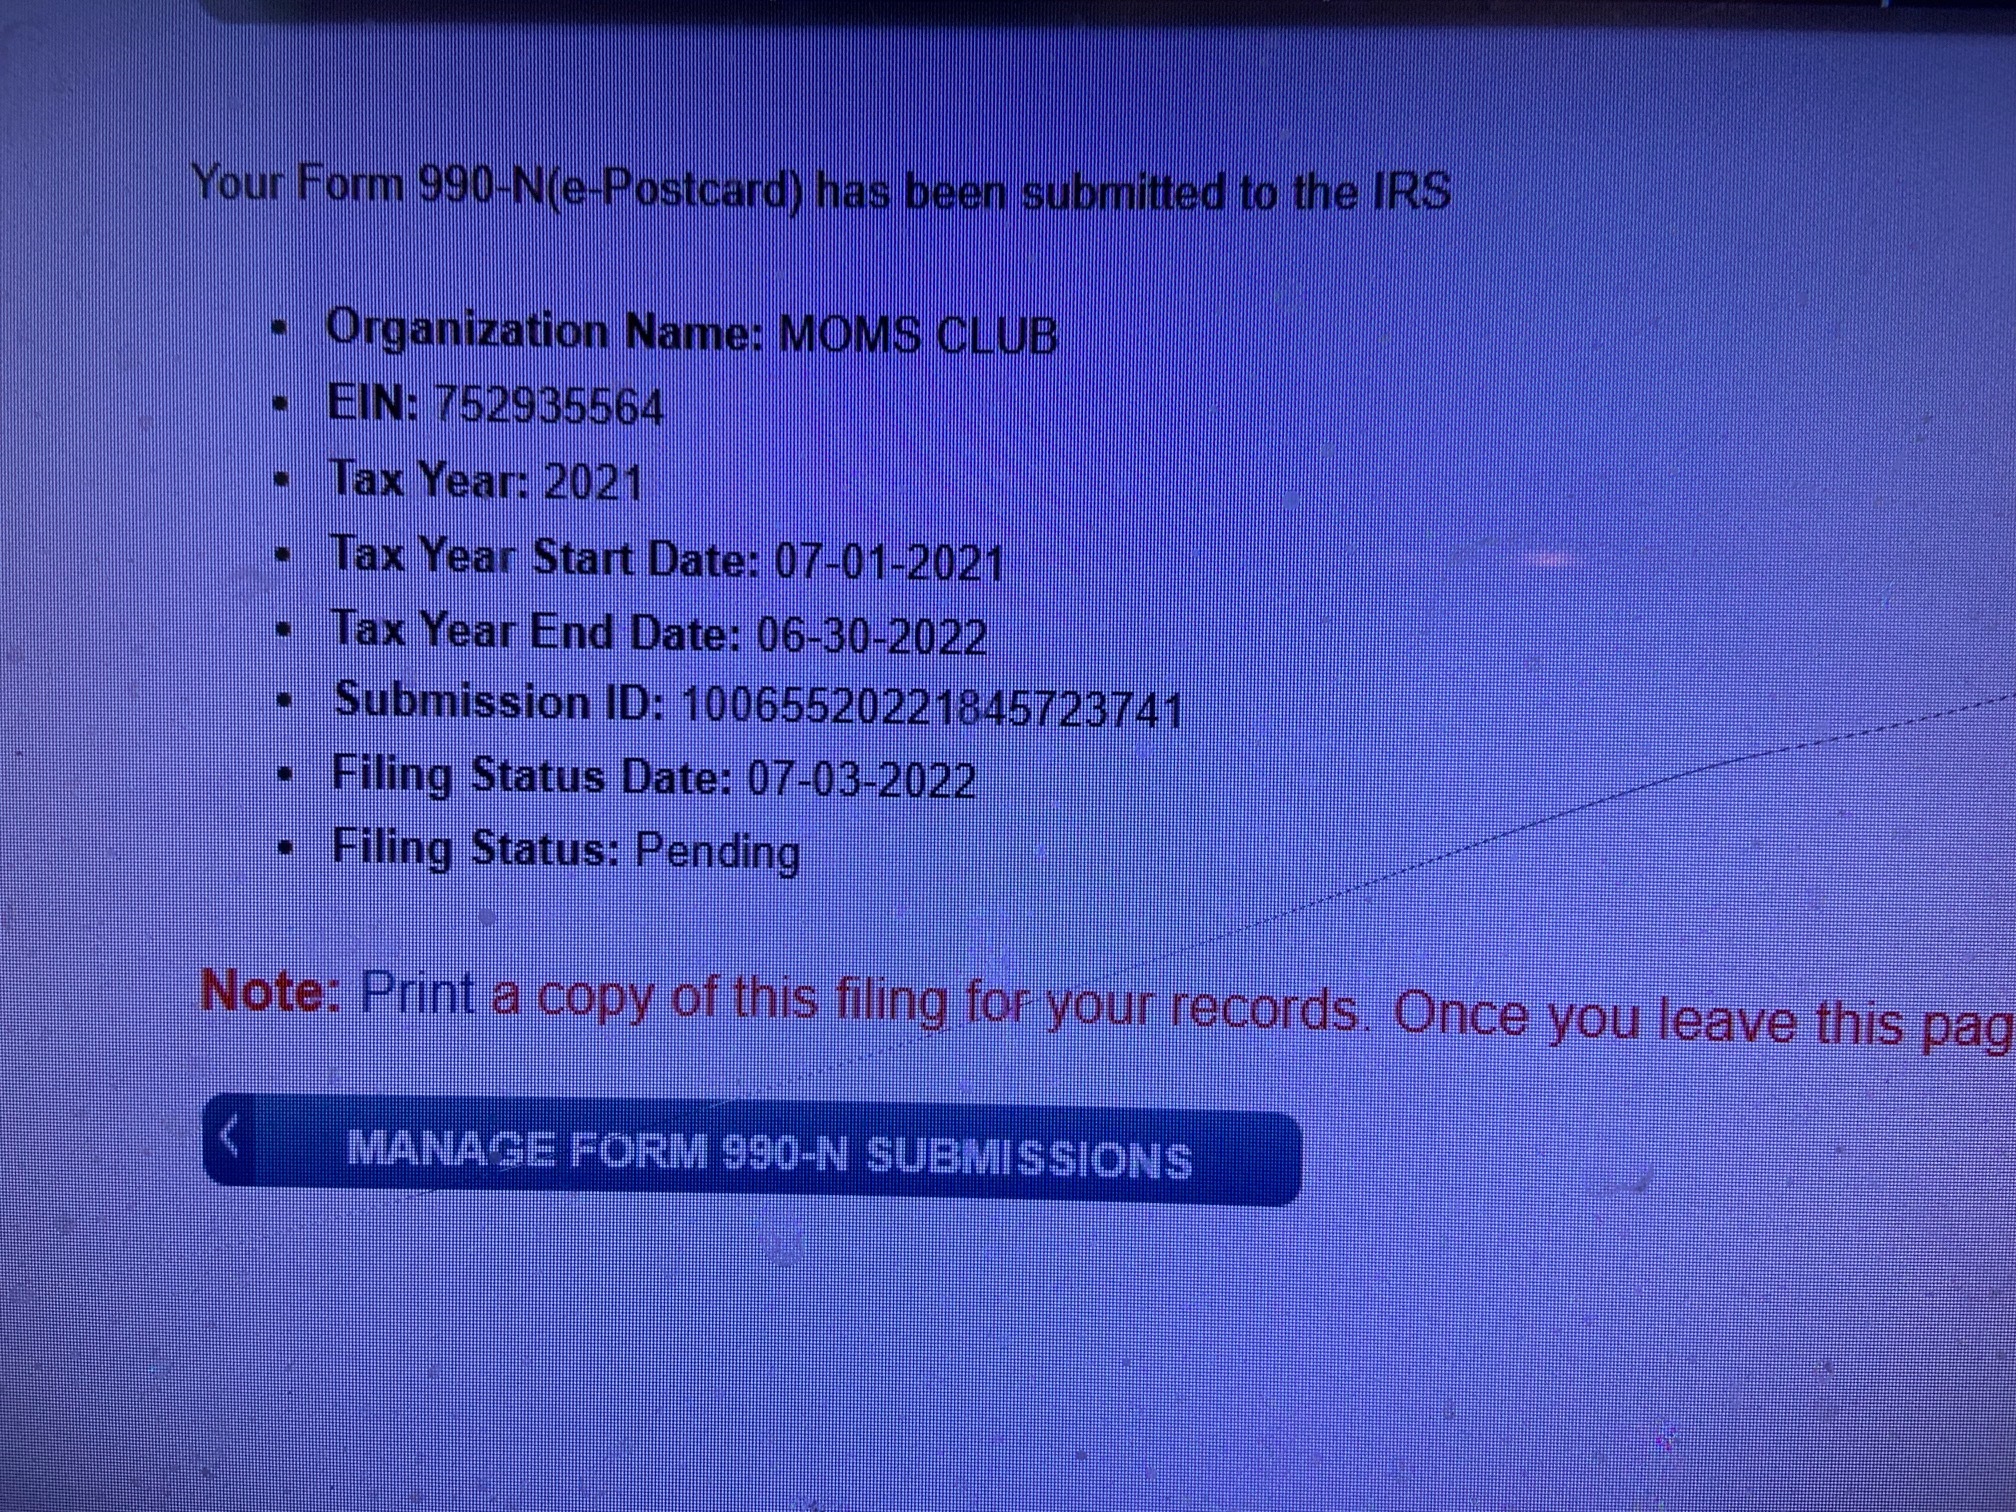 Your Form 990-N(e-Postcard) has been submitted to the IRS
• Organization Name: MOMS CLUB
• EIN: 752935564
• Tax Year: 2021
• Tax Year Start Date: 07-01-2021
• Tax Year End Date: 06-30-2022
• Submission ID: 10065520221845723741
• Filing Status Date: 07-03-2022
• Filing Status: Pending
Note: Print a copy of this filing for your records. Once you leave this pag
MANAGE FORM 990-N SUBMISSIONS